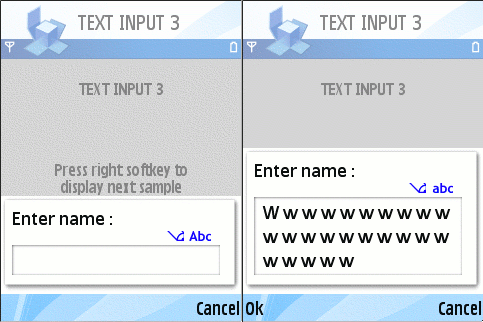 TEXT INPUT 3
TEXT INPUT 3
Press right softkey to
display next sample
Enter name :
Abc
Cancel
TEXT INPUT 3
TEXT INPUT 3
Enter name :
abc
W w w w w w w w w w
w w w w w w w w w w
w w w w w
Ok
Cancel